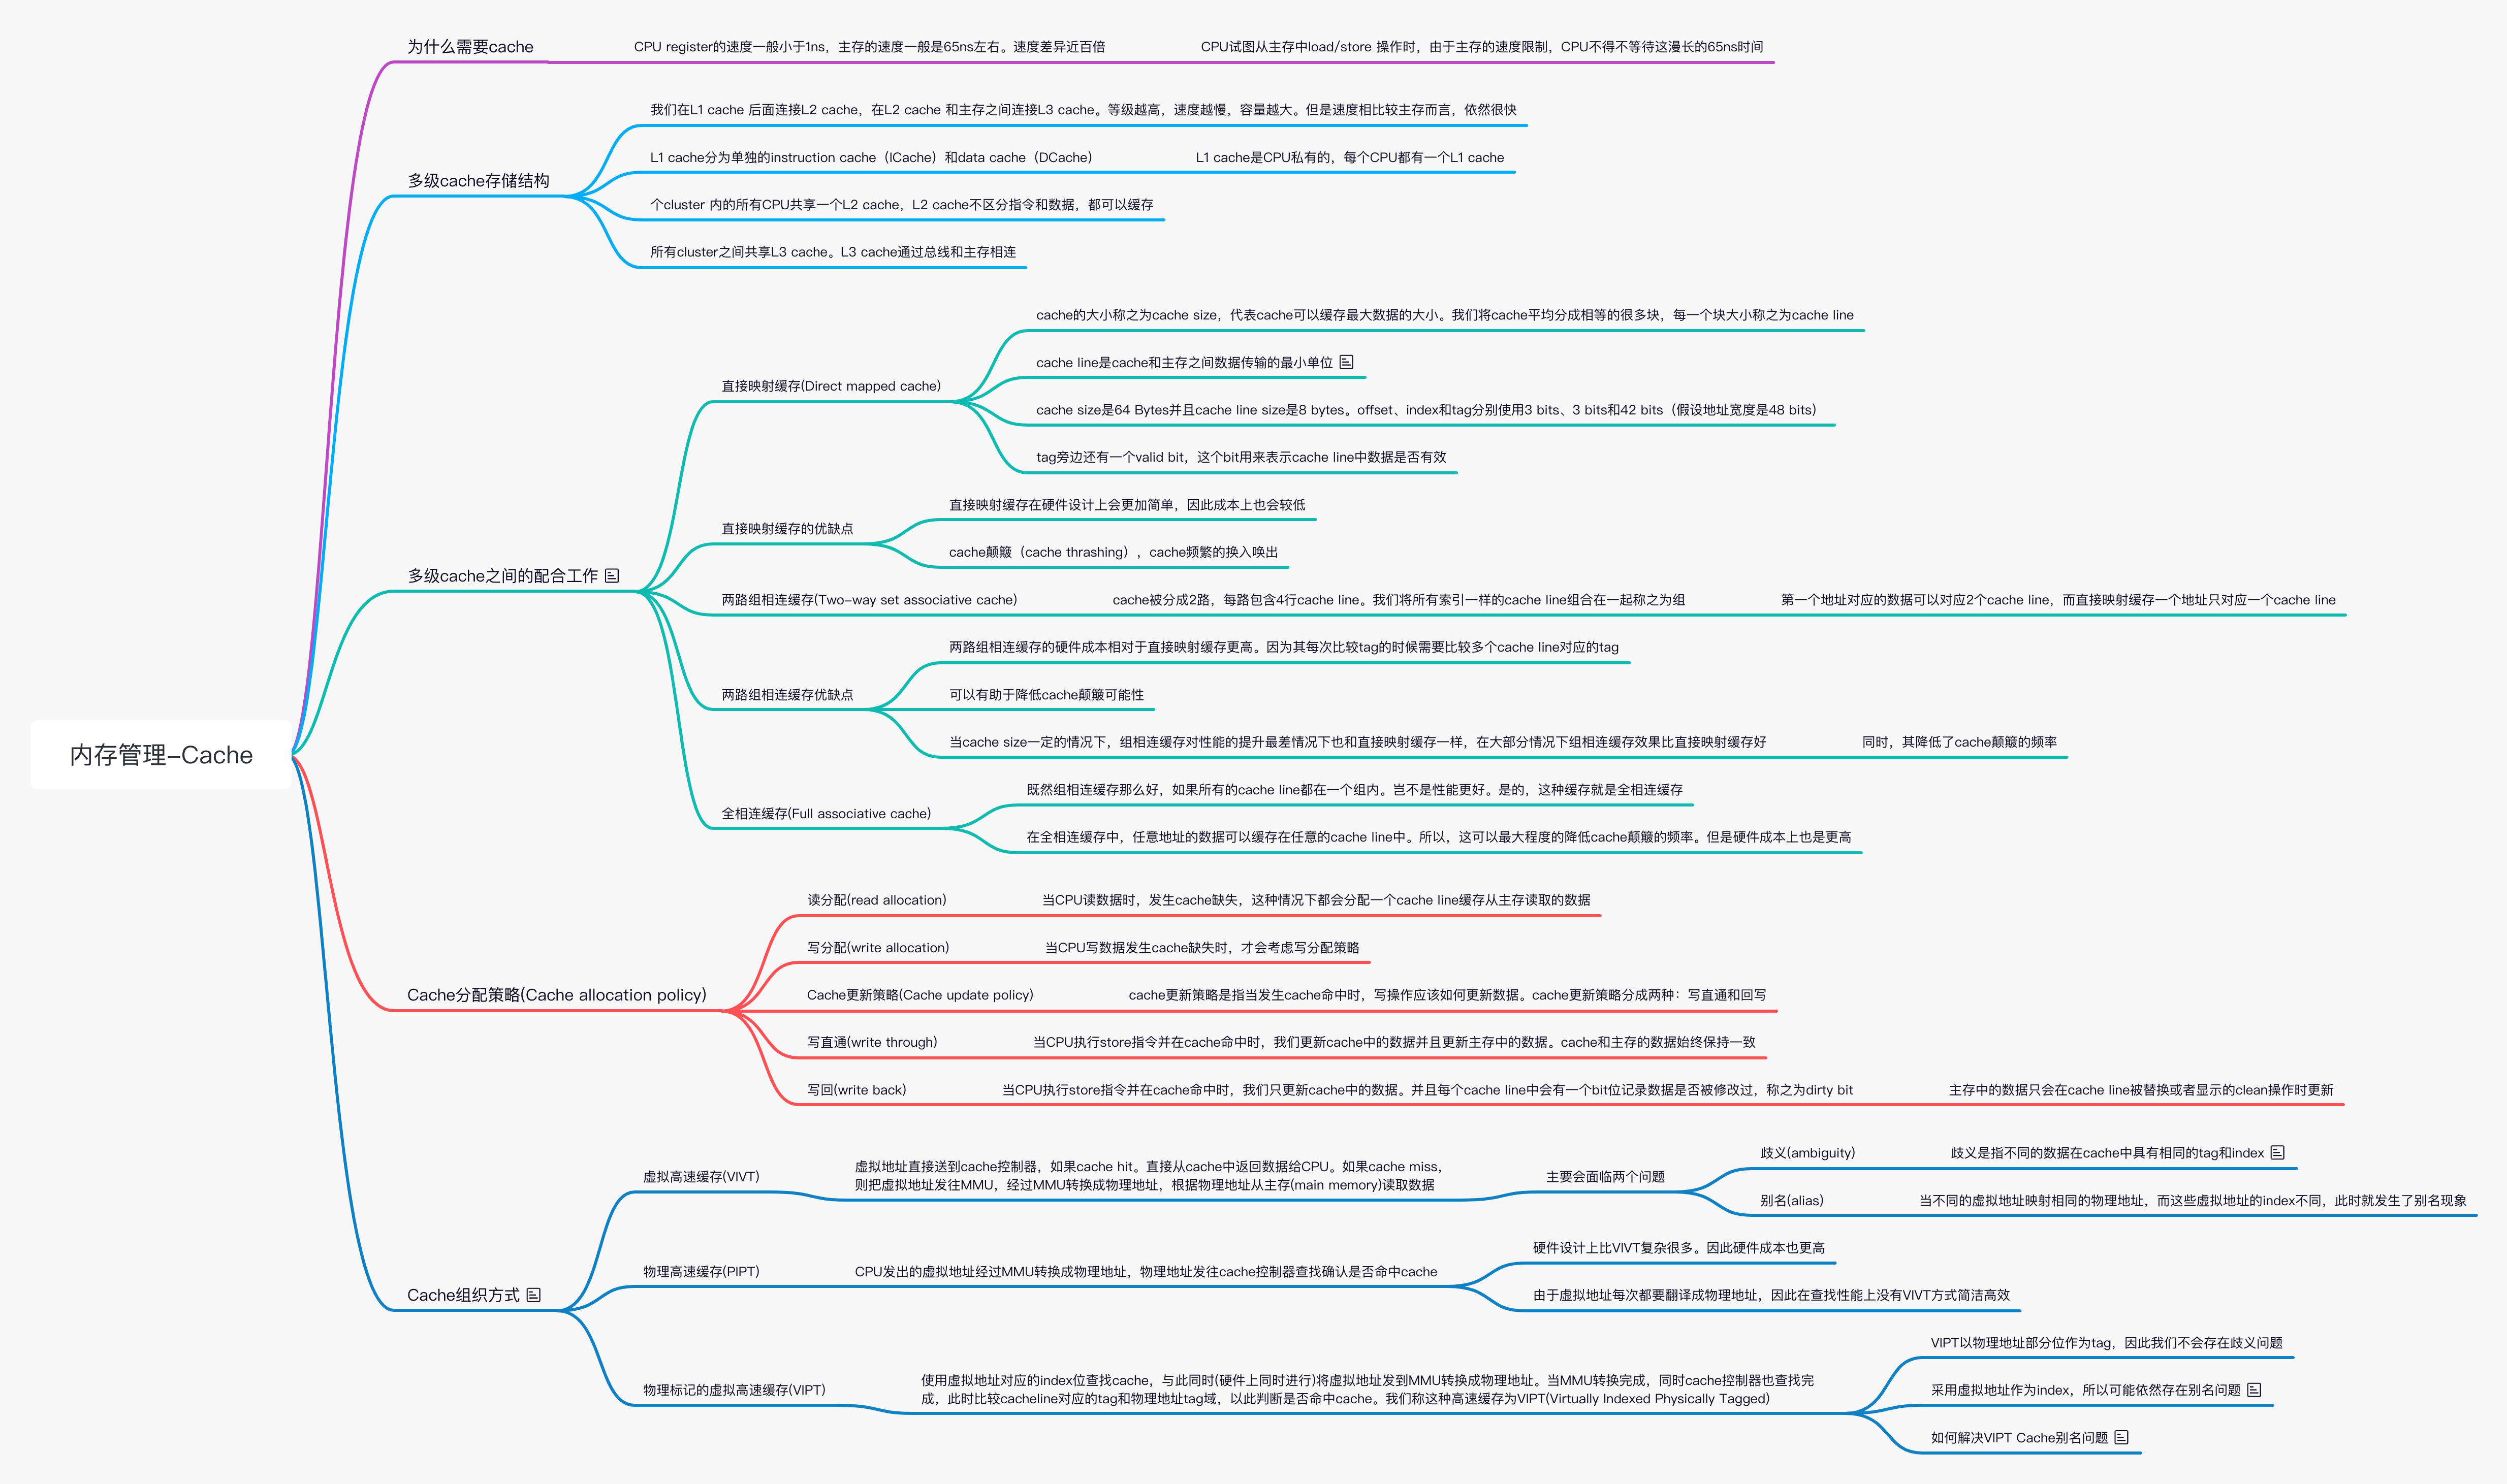 内存管理-Cache
为什么需要cache
CPU register的速度一般小于1ns，主存的速度一般是65ns左右。速度差异近百倍
CPU试图从主存中load/store 操作时，由于主存的速度限制，CPU不得不等待这漫长的65ns时间
多级cache存储结构
我们在L1 cache 后面连接L2 cache，在L2 cache 和主存之间连接L3 cache。等级越高，速度越慢，容量越大。但是速度相比较主存而言，依然很快
L1 cache分为单独的instruction cache（ICache）和data cache（DCache）
L1 cache是CPU私有的，每个CPU都有一个L1 cache
个cluster 内的所有CPU共享一个L2 cache，L2 cache不区分指令和数据，都可以缓存
所有cluster之间共享L3 cache。L3 cache通过总线和主存相连
多级cache之间的配合工作
直接映射缓存(Direct mapped cache)
cache的大小称之为cache size，代表cache可以缓存最大数据的大小。我们将cache平均分成相等的很多块，每一个块大小称之为cache line
cache line是cache和主存之间数据传输的最小单位
cache size是64 Bytes并且cache line size是8 bytes。offset、index和tag分别使用3 bits、3 bits和42 bits（假设地址宽度是48 bits）
tag旁边还有一个valid bit，这个bit用来表示cache line中数据是否有效
直接映射缓存的优缺点
直接映射缓存在硬件设计上会更加简单，因此成本上也会较低
cache颠簸（cache thrashing），cache频繁的换入唤出
两路组相连缓存(Two-way set associative cache)
cache被分成2路，每路包含4行cache line。我们将所有索引一样的cache line组合在一起称之为组
第一个地址对应的数据可以对应2个cache line，而直接映射缓存一个地址只对应一个cache line
两路组相连缓存优缺点
两路组相连缓存的硬件成本相对于直接映射缓存更高。因为其每次比较tag的时候需要比较多个cache line对应的tag
可以有助于降低cache颠簸可能性
当cache size一定的情况下，组相连缓存对性能的提升最差情况下也和直接映射缓存一样，在大部分情况下组相连缓存效果比直接映射缓存好
同时，其降低了cache颠簸的频率
全相连缓存(Full associative cache)
既然组相连缓存那么好，如果所有的cache line都在一个组内。岂不是性能更好。是的，这种缓存就是全相连缓存
在全相连缓存中，任意地址的数据可以缓存在任意的cache line中。所以，这可以最大程度的降低cache颠簸的频率。但是硬件成本上也是更高
Cache分配策略(Cache allocation policy)
读分配(read allocation)
当CPU读数据时，发生cache缺失，这种情况下都会分配一个cache line缓存从主存读取的数据
写分配(write allocation)
当CPU写数据发生cache缺失时，才会考虑写分配策略
Cache更新策略(Cache update policy)
cache更新策略是指当发生cache命中时，写操作应该如何更新数据。cache更新策略分成两种：写直通和回写
写直通(write through)
当CPU执行store指令并在cache命中时，我们更新cache中的数据并且更新主存中的数据。cache和主存的数据始终保持一致
写回(write back)
当CPU执行store指令并在cache命中时，我们只更新cache中的数据。并且每个cache line中会有一个bit位记录数据是否被修改过，称之为dirty bit
主存中的数据只会在cache line被替换或者显示的clean操作时更新
Cache组织方式
虚拟高速缓存(VIVT)
虚拟地址直接送到cache控制器，如果cache hit。直接从cache中返回数据给CPU。如果cache miss，
则把虚拟地址发往MMU，经过MMU转换成物理地址，根据物理地址从主存(main memory)读取数据
主要会面临两个问题
歧义(ambiguity)
歧义是指不同的数据在cache中具有相同的tag和index
别名(alias)
当不同的虚拟地址映射相同的物理地址，而这些虚拟地址的index不同，此时就发生了别名现象
物理高速缓存(PIPT)
CPU发出的虚拟地址经过MMU转换成物理地址，物理地址发往cache控制器查找确认是否命中cache
硬件设计上比VIVT复杂很多。因此硬件成本也更高
由于虚拟地址每次都要翻译成物理地址，因此在查找性能上没有VIVT方式简洁高效
物理标记的虚拟高速缓存(VIPT)
使用虚拟地址对应的index位查找cache，与此同时(硬件上同时进行)将虚拟地址发到MMU转换成物理地址。当MMU转换完成，同时cache控制器也查找完
成，此时比较cacheline对应的tag和物理地址tag域，以此判断是否命中cache。我们称这种高速缓存为VIPT(Virtually Indexed Physically Tagged)
VIPT以物理地址部分位作为tag，因此我们不会存在歧义问题
采用虚拟地址作为index，所以可能依然存在别名问题
如何解决VIPT Cache别名问题